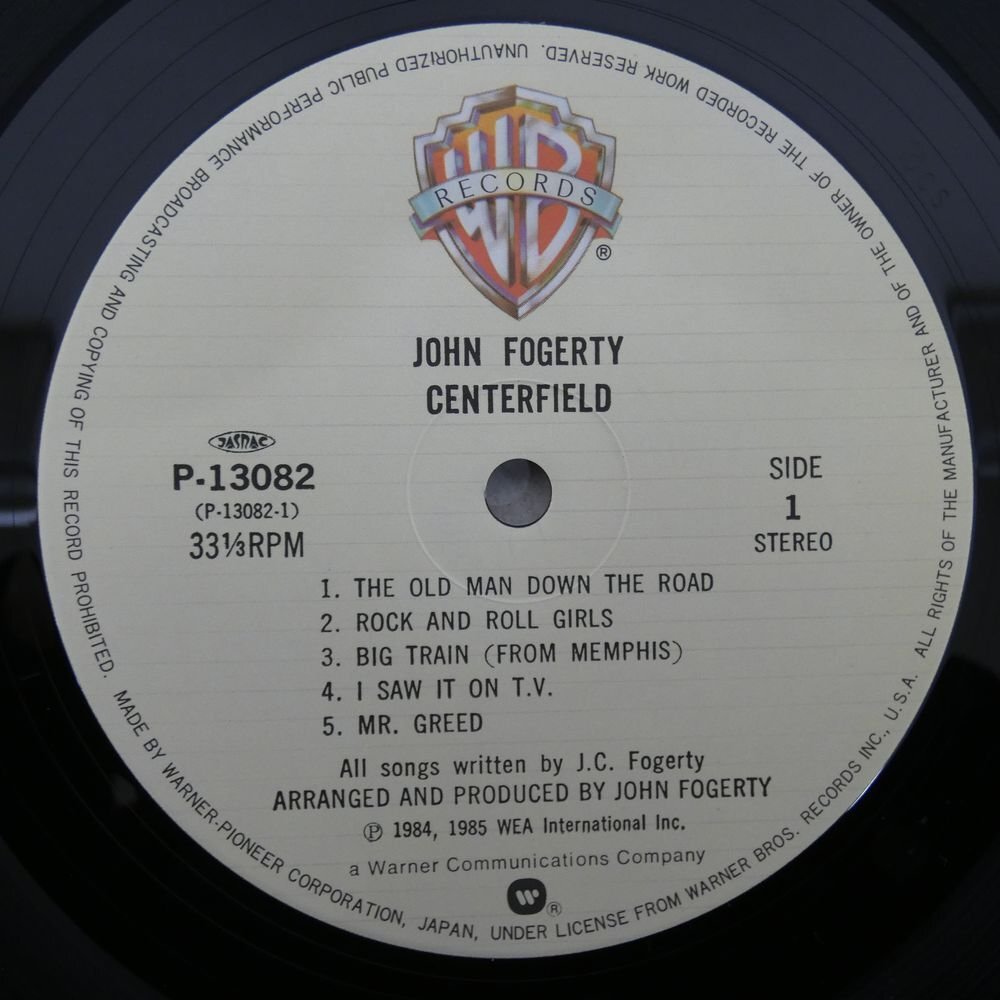 WB
RECORDS
®
JOHN FOGERTY
CENTERFIELD
JASRAC
P-13082
(P-13082-1)
33⅓RPM
SIDE
1
STEREO
1. THE OLD MAN DOWN THE ROAD
2. ROCK AND ROLL GIRLS
3. BIG TRAIN (FROM MEMPHIS)
4. I SAW IT ON T.V.
5. MR. GREED
All songs written by J.C. Fogerty
ARRANGED AND PRODUCED BY JOHN FOGERTY
℗ 1984, 1985 WEA International Inc.
a Warner Communications Company
®
MADE BY WARNER-PIONEER CORPORATION, JAPAN, UNDER LICENSE FROM WARNER BROS. RECORDS INC., U.S.A. ALL RIGHTS OF THE MANUFACTURER AND OF THE OWNER OF THE RECORDED WORK RESERVED. UNAUTHORIZED PUBLIC PERFORMANCE BROADCASTING AND COPYING OF THIS RECORD PROHIBITED.